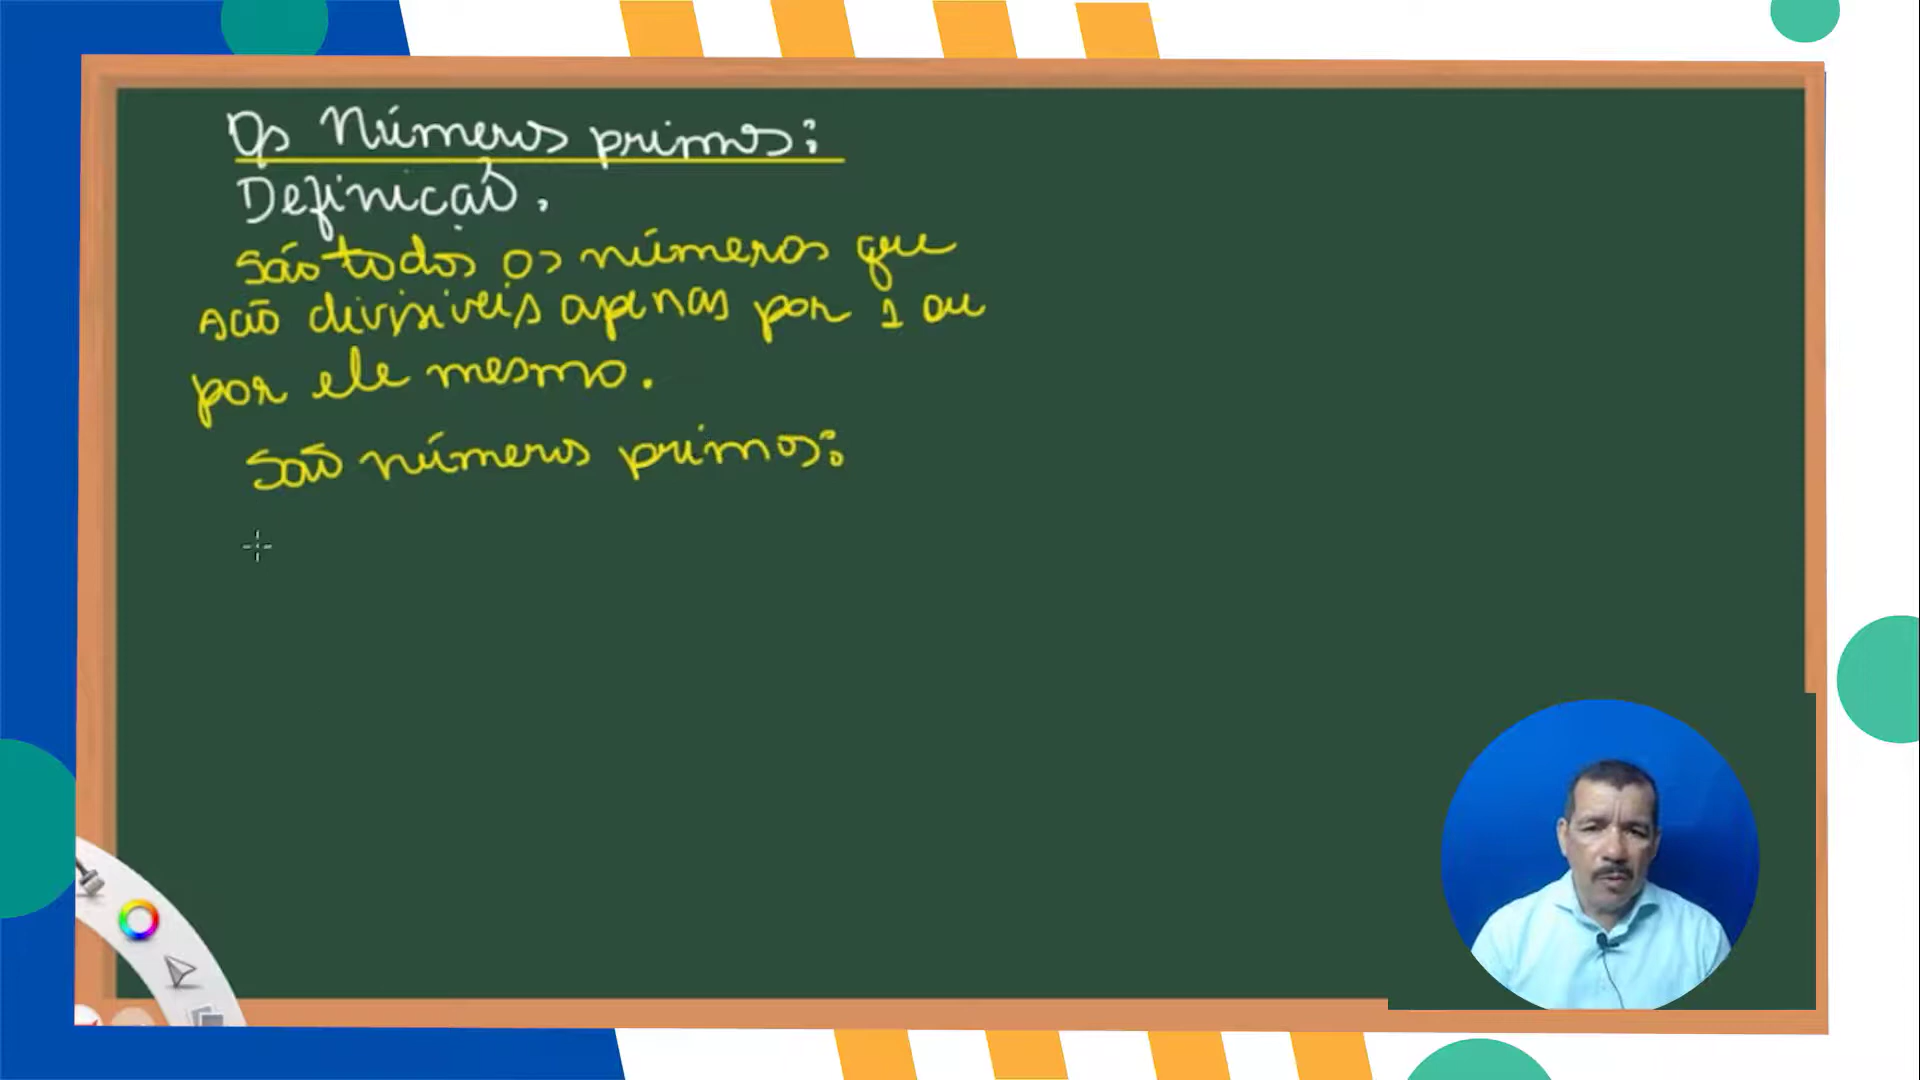 Os Números primos:
Definição.
são todos os números que
são divisíveis apenas por 1 ou
por ele mesmo.
são números primos: